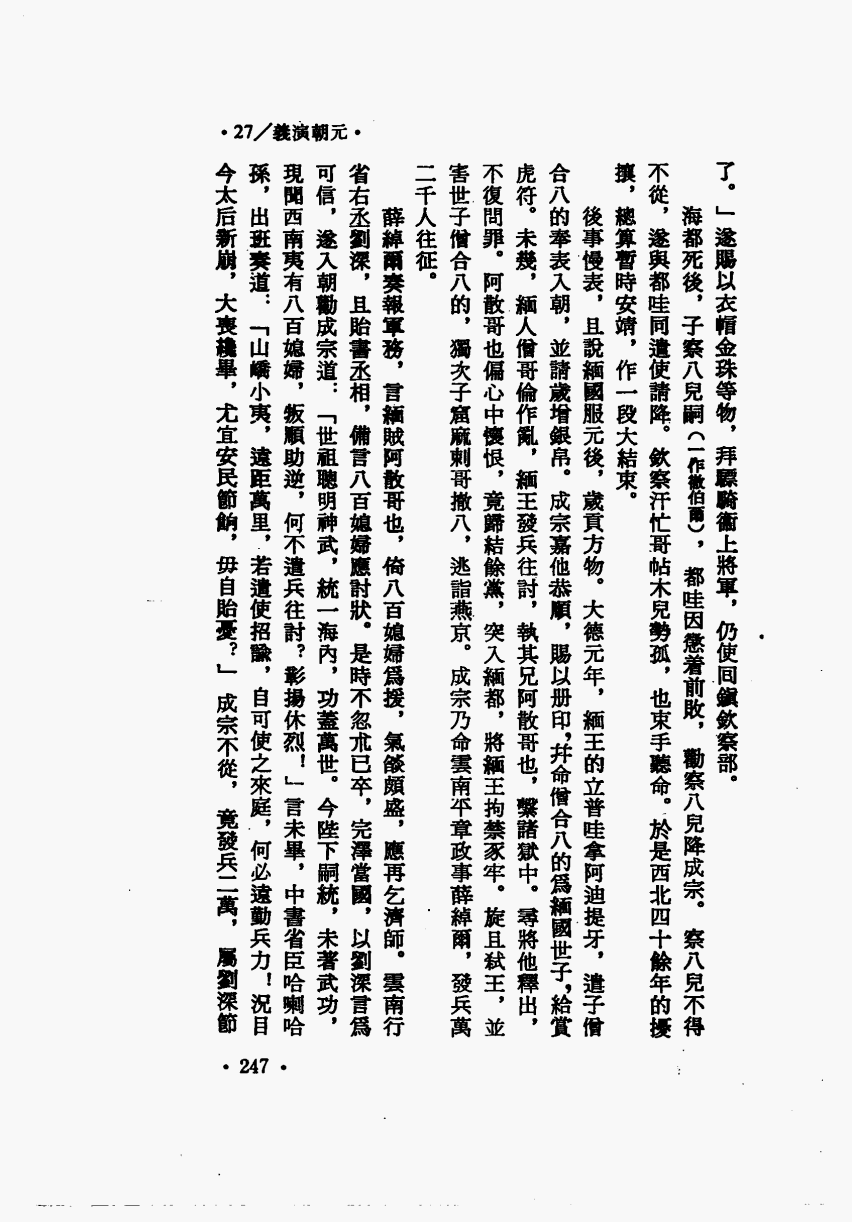 •27/義演朝元•
了。」遂賜以衣帽金珠等物，拜驃騎衞上將軍，仍使囘鎭欽察部。
海都死後，子察八兒嗣（一作徹伯爾），都哇因懲着前敗，勸察八兒降成宗。察八兒不得
不從，遂與都哇同遣使請降。欽察汗忙哥帖木兒勢孤，也束手聽命。於是西北四十餘年的擾
攘，總算暫時安靖，作一段大結束。
後事慢表，且說緬國服元後，歲貢方物。大德元年，緬王的立普哇拿阿迪提牙，遣子僧
合八的奉表入朝，並請歲增銀帛。成宗嘉他恭順，賜以册印，幷命僧合八的爲緬國世子，給賞
虎符。未幾，緬人僧哥倫作亂，緬王發兵往討，執其兄阿散哥也，繫諸獄中。尋將他釋出，
不復問罪。阿散哥也偏心中懷恨，竟歸結餘黨，突入緬都，將緬王拘禁豕牢。旋且弒王，並
害世子僧合八的，獨次子窟麻剌哥撒八，逃詣燕京。成宗乃命雲南平章政事薛綽爾，發兵萬
二千人往征。
薛綽爾奏報軍務，言緬賊阿散哥也，倚八百媳婦爲援，氣燄頗盛，應再乞濟師。雲南行
省右丞劉深，且貽書丞相，備言八百媳婦應討狀。是時不忽朮已卒，完澤當國，以劉深言爲
可信，遂入朝勸成宗道：「世祖聰明神武，統一海內，功蓋萬世。今陛下嗣統，未著武功，
現聞西南夷有八百媳婦，叛順助逆，何不遣兵往討？彰揚休烈！」言未畢，中書省臣哈喇哈
孫，出班奏道：「山嶠小夷，遠距萬里，若遣使招諭，自可使之來庭，何必遠勤兵力！況目
今太后新崩，大喪纔畢，尤宜安民節餉，毋自貽憂？」成宗不從，竟發兵二萬，屬劉深節
•247•